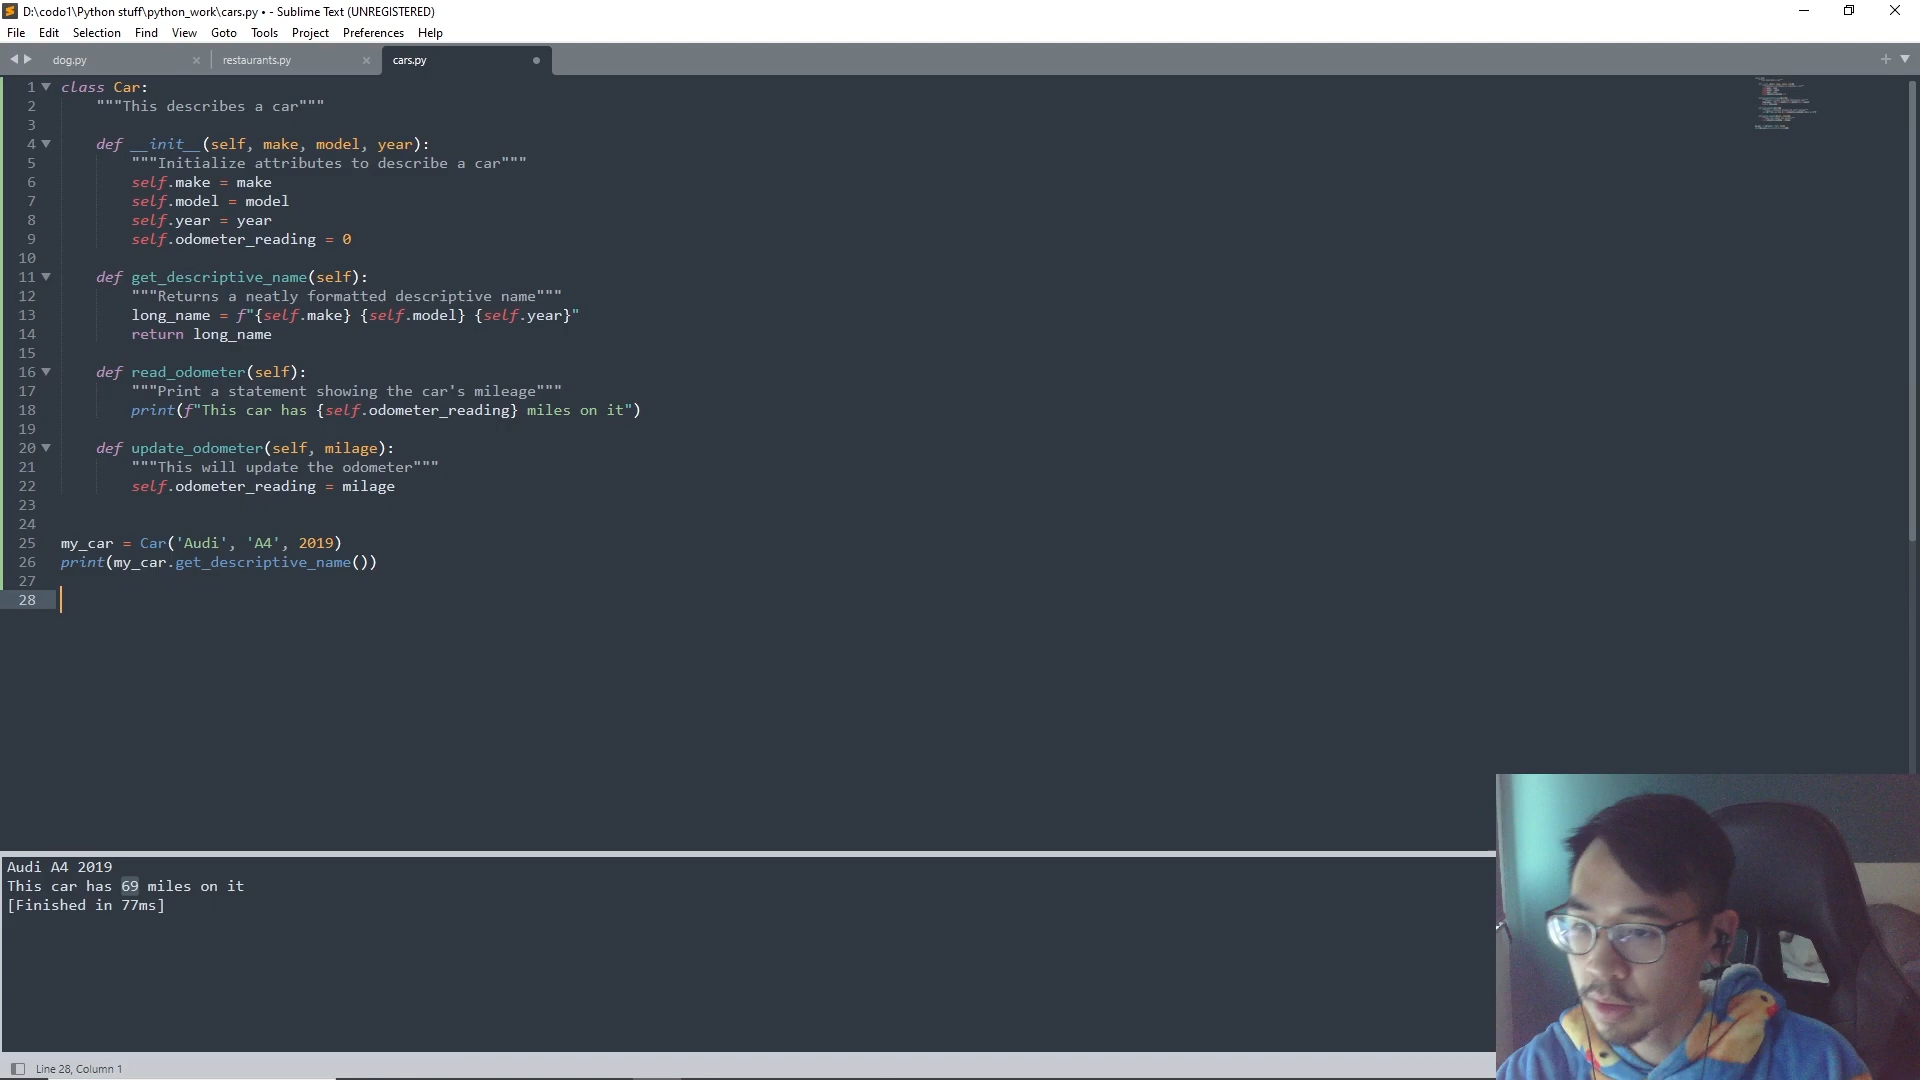 D:\codo1\Python stuff\python_work\cars.py • - Sublime Text (UNREGISTERED)
File Edit Selection Find View Goto Tools Project Preferences Help
dog.py restaurants.py cars.py
1 class Car:
2 """This describes a car"""
3
4 def __init__(self, make, model, year):
5 """Initialize attributes to describe a car"""
6 self.make = make
7 self.model = model
8 self.year = year
9 self.odometer_reading = 0
10
11 def get_descriptive_name(self):
12 """Returns a neatly formatted descriptive name"""
13 long_name = f"{self.make} {self.model} {self.year}"
14 return long_name
15
16 def read_odometer(self):
17 """Print a statement showing the car's mileage"""
18 print(f"This car has {self.odometer_reading} miles on it")
19
20 def update_odometer(self, milage):
21 """This will update the odometer"""
22 self.odometer_reading = milage
23
24
25 my_car = Car('Audi', 'A4', 2019)
26 print(my_car.get_descriptive_name())
27
28
Audi A4 2019
This car has 69 miles on it
[Finished in 77ms]
Line 28, Column 1